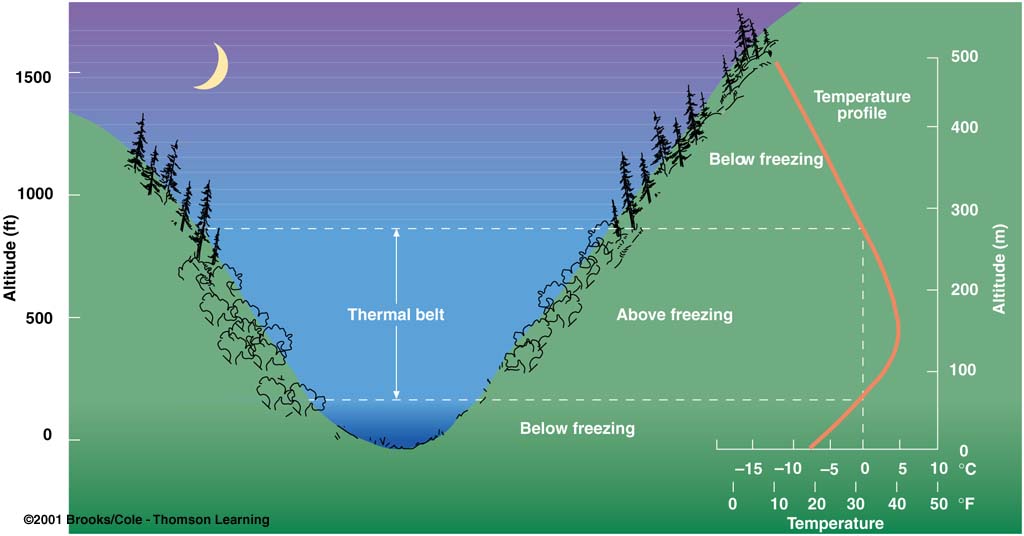 1500
1000
500
0
Altitude (ft)
Thermal belt
Temperature
profile
Below freezing
Above freezing
Below freezing
500
400
300
200
100
0
Altitude (m)
–15 –10 –5 0 5 10 °C
0 10 20 30 40 50 °F
Temperature
©2001 Brooks/Cole - Thomson Learning